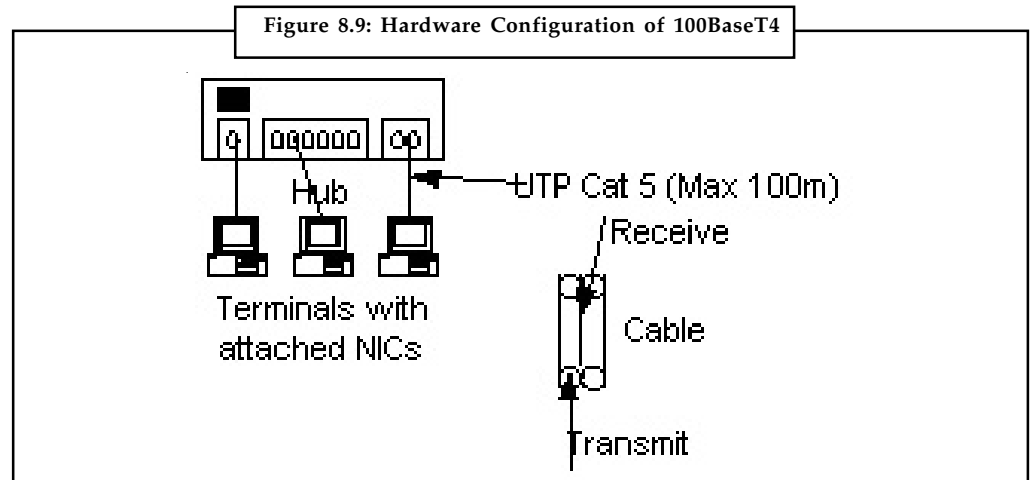 Figure 8.9: Hardware Configuration of 100BaseT4
Hub
UTP Cat 5 (Max 100m)
Receive
Terminals with
attached NICs
Cable
Transmit